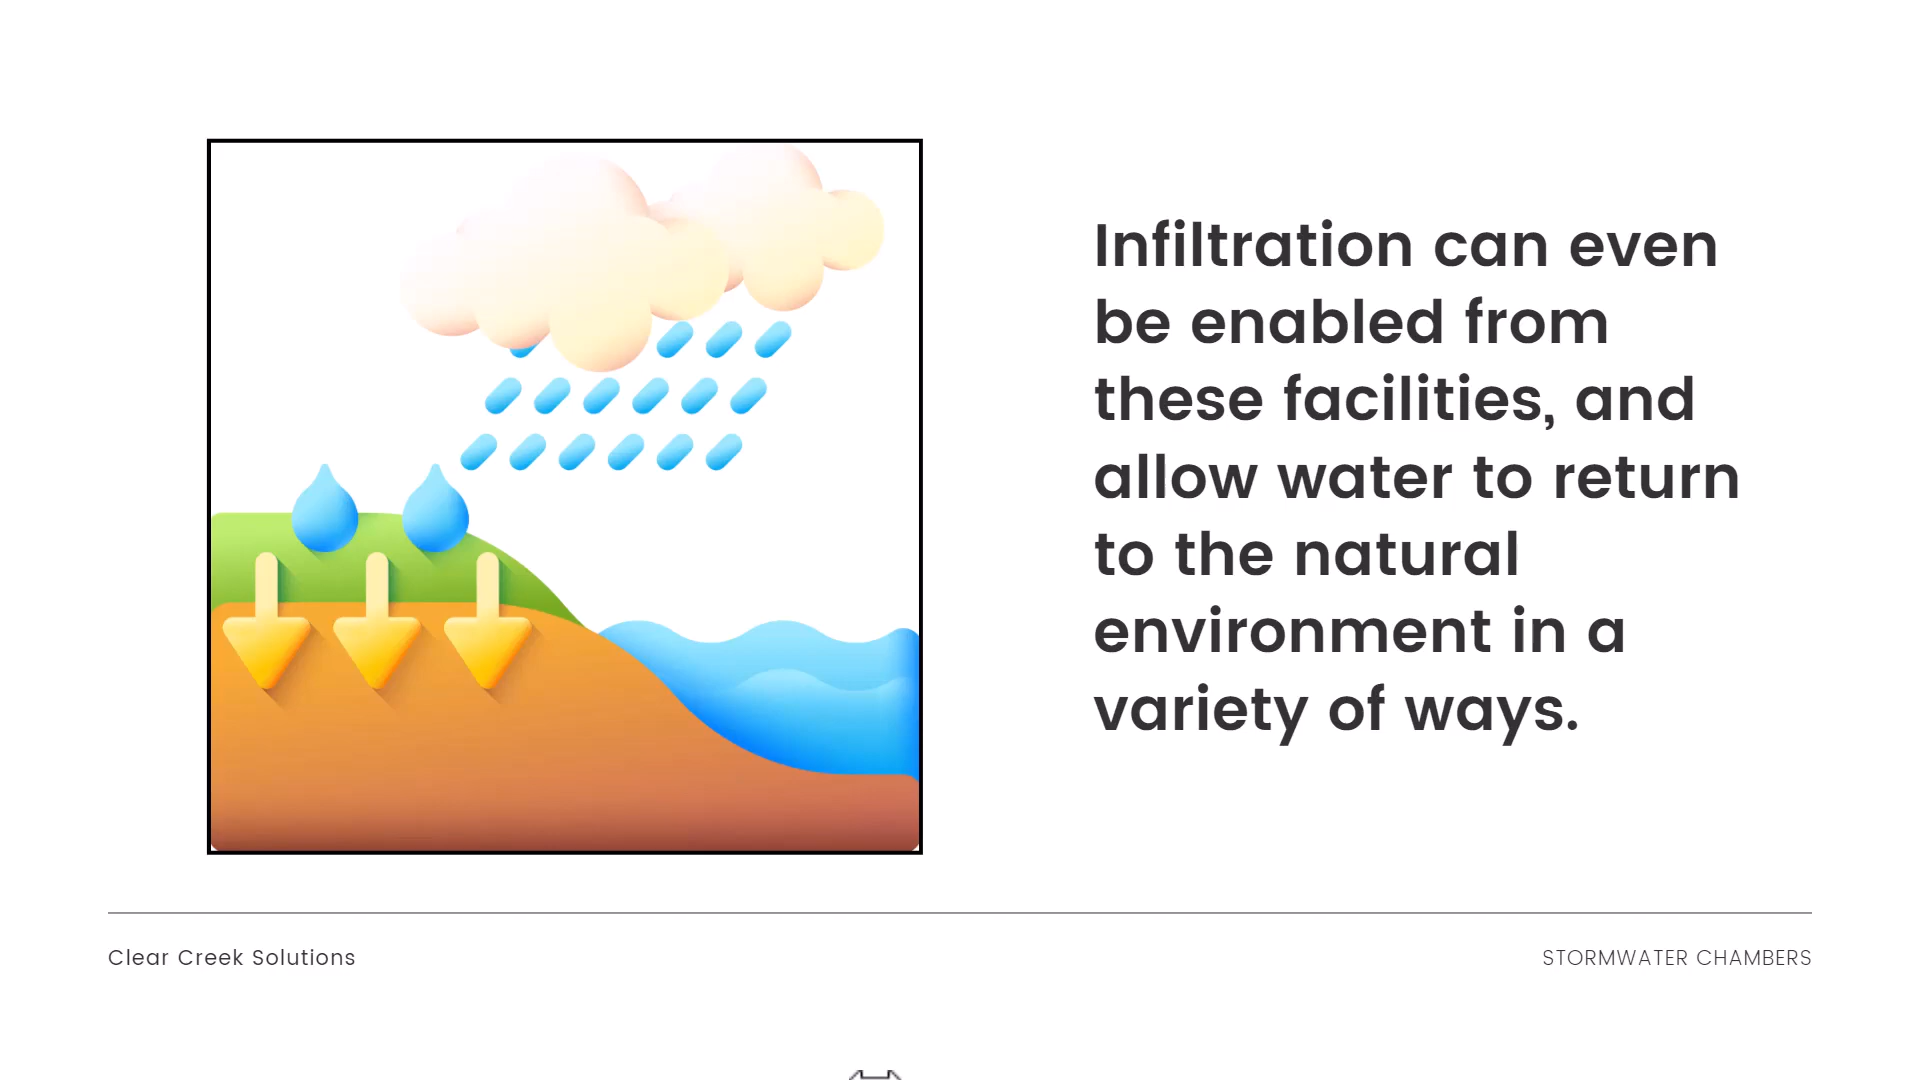 Infiltration can even
be enabled from
these facilities, and
allow water to return
to the natural
environment in a
variety of ways.
Clear Creek Solutions
STORMWATER CHAMBERS